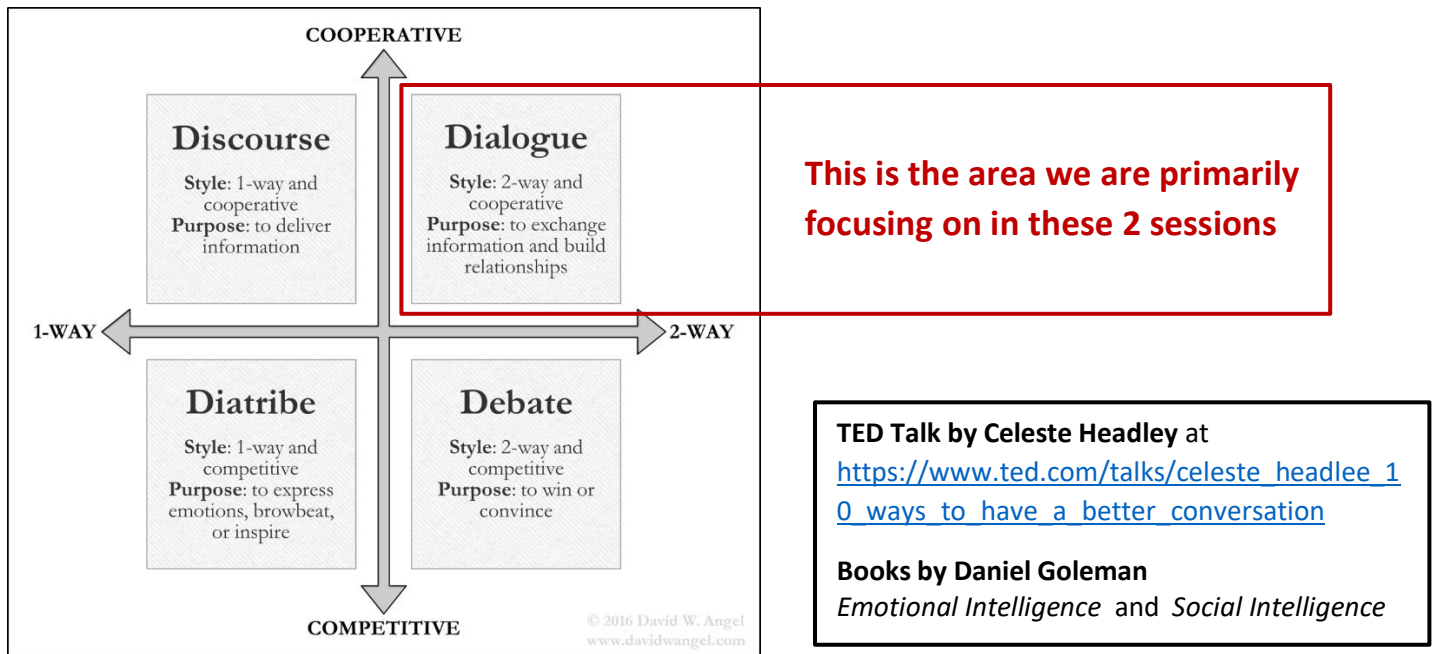 COOPERATIVE
Discourse
Style: 1-way and
cooperative
Purpose: to deliver
information
Dialogue
Style: 2-way and
cooperative
Purpose: to exchange
information and build
relationships
This is the area we are primarily
focusing on in these 2 sessions
1-WAY
2-WAY
Diatribe
Style: 1-way and
competitive
Purpose: to express
emotions, browbeat,
or inspire
Debate
Style: 2-way and
competitive
Purpose: to win or
convince
COMPETITIVE
© 2016 David W. Angel
www.davidwangel.com
TED Talk by Celeste Headley at
https://www.ted.com/talks/celeste_headlee_1
0_ways_to_have_a_better_conversation
Books by Daniel Goleman
Emotional Intelligence and Social Intelligence